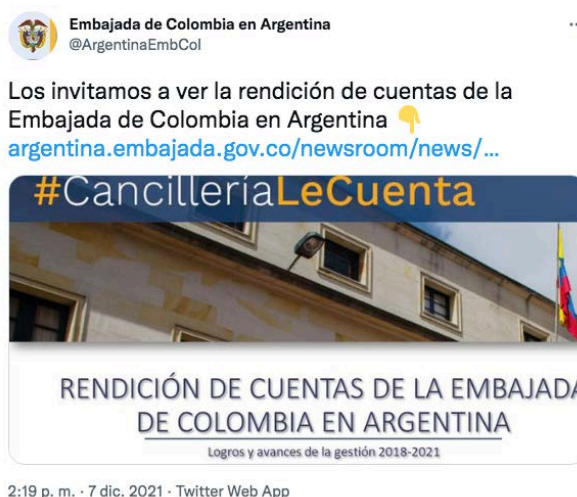 Embajada de Colombia en Argentina
@ArgentinaEmbCol
Los invitamos a ver la rendición de cuentas de la
Embajada de Colombia en Argentina 👇
argentina.embajada.gov.co/newsroom/news/...
#CancilleríaLeCuenta
RENDICIÓN DE CUENTAS DE LA EMBAJADA
DE COLOMBIA EN ARGENTINA
Logros y avances de la gestión 2018-2021
2:19 p. m. · 7 dic. 2021 · Twitter Web App